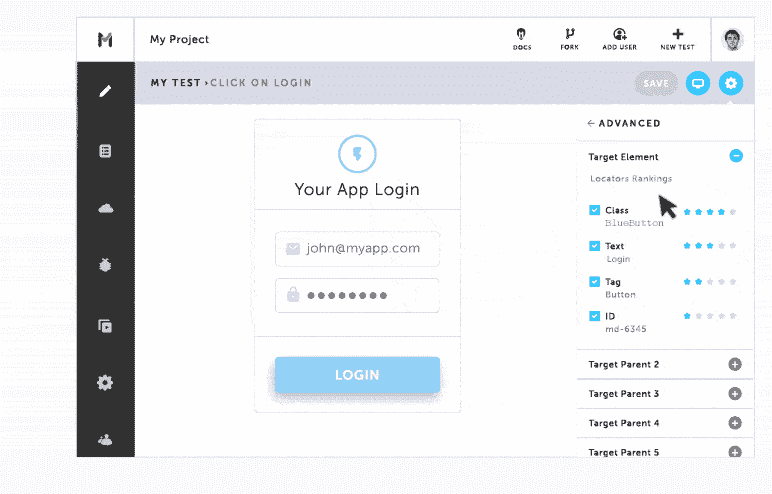 My Project
DOCS
FORK
ADD USER
NEW TEST
MY TEST › CLICK ON LOGIN
SAVE
← ADVANCED
Your App Login
john@myapp.com
LOGIN
Target Element
Locators Rankings
Class
BlueButton
Text
Login
Tag
Button
ID
md-6345
Target Parent 2
Target Parent 3
Target Parent 4
Target Parent 5